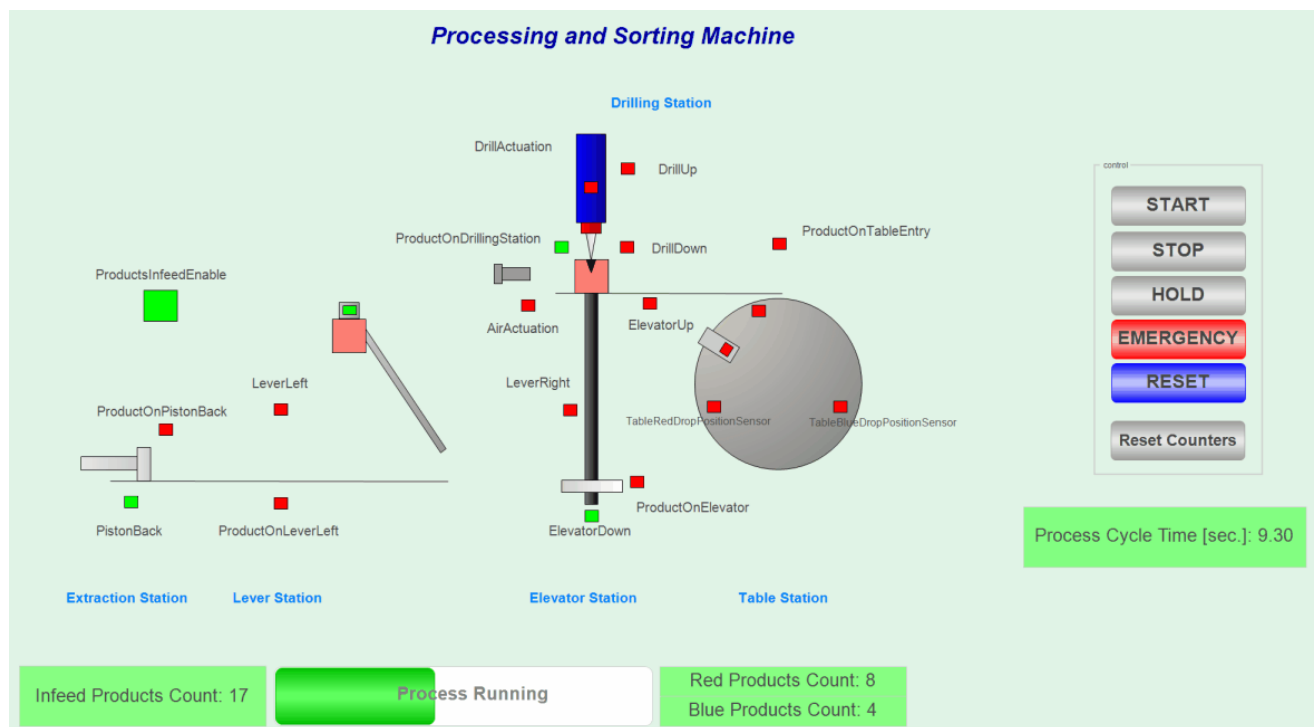 Processing and Sorting Machine
Drilling Station
DrillActuation
DrillUp
control
START
ProductOnDrillingStation
DrillDown
ProductOnTableEntry
STOP
ProductsInfeedEnable
HOLD
AirActuation
ElevatorUp
EMERGENCY
LeverLeft
LeverRight
RESET
ProductOnPistonBack
TableRedDropPositionSensor
TableBlueDropPositionSensor
Reset Counters
PistonBack
ProductOnLeverLeft
ElevatorDown
ProductOnElevator
Process Cycle Time [sec.]: 9.30
Extraction Station
Lever Station
Elevator Station
Table Station
Infeed Products Count: 17
Process Running
Red Products Count: 8
Blue Products Count: 4